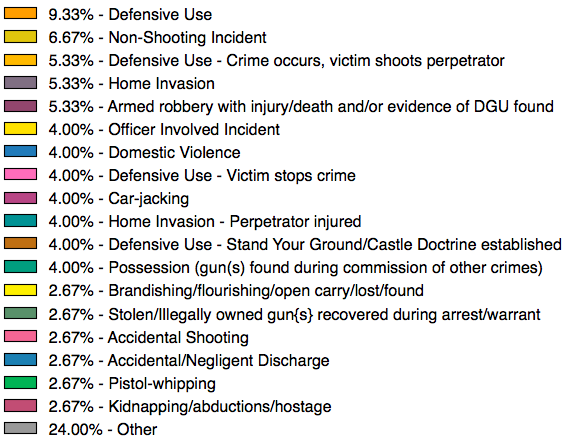 9.33% - Defensive Use
6.67% - Non-Shooting Incident
5.33% - Defensive Use - Crime occurs, victim shoots perpetrator
5.33% - Home Invasion
5.33% - Armed robbery with injury/death and/or evidence of DGU found
4.00% - Officer Involved Incident
4.00% - Domestic Violence
4.00% - Defensive Use - Victim stops crime
4.00% - Car-jacking
4.00% - Home Invasion - Perpetrator injured
4.00% - Defensive Use - Stand Your Ground/Castle Doctrine established
4.00% - Possession (gun(s) found during commission of other crimes)
2.67% - Brandishing/flourishing/open carry/lost/found
2.67% - Stolen/Illegally owned gun{s} recovered during arrest/warrant
2.67% - Accidental Shooting
2.67% - Accidental/Negligent Discharge
2.67% - Pistol-whipping
2.67% - Kidnapping/abductions/hostage
24.00% - Other